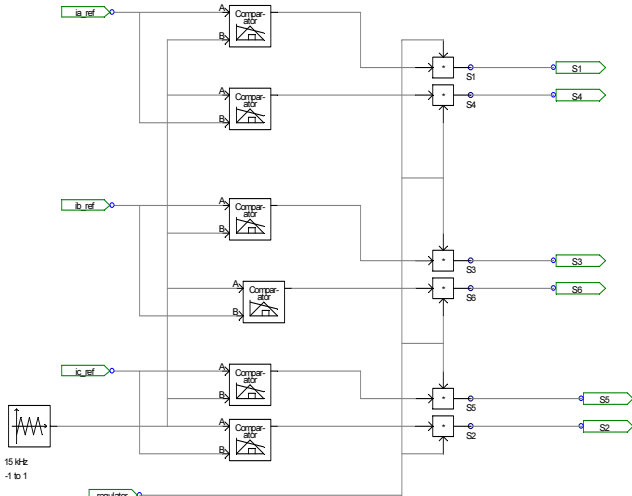 ia_ref
A
Compar-
ator
B
*
S1
S1
A
Compar-
ator
B
*
S4
S4
ib_ref
A
Compar-
ator
B
*
S3
S3
A
Compar-
ator
B
*
S6
S6
ic_ref
A
Compar-
ator
B
*
S5
S5
A
Compar-
ator
B
*
S2
S2
15 kHz
-1 to 1
regulator